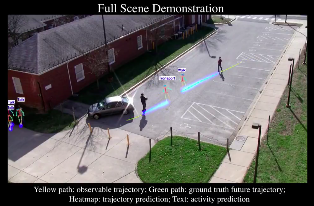 Full Scene Demonstration
Yellow path: observable trajectory; Green path: ground truth future trajectory;
Heatmap: trajectory prediction; Text: activity prediction